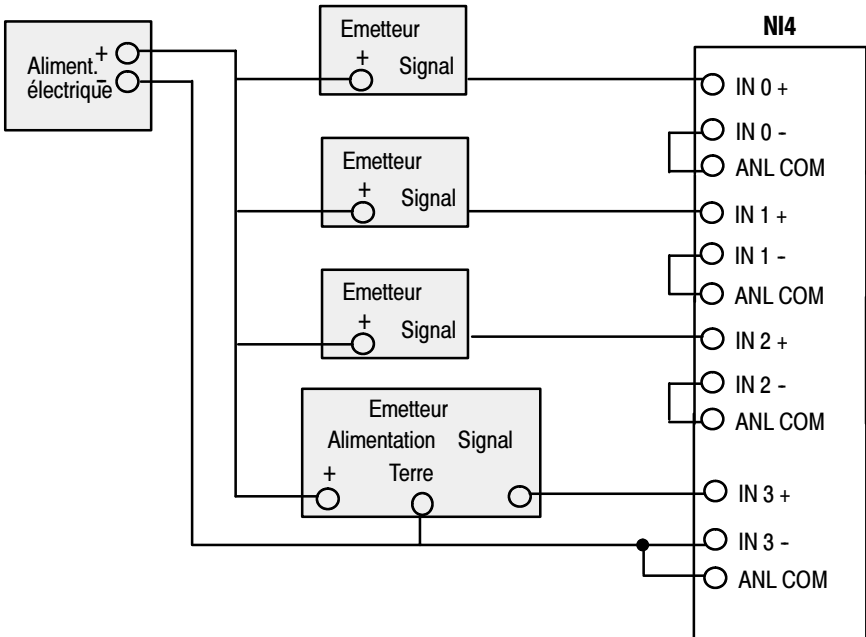 NI4
Aliment. +
électrique -
Emetteur
+ Signal
IN 0 +
IN 0 -
ANL COM
Emetteur
+ Signal
IN 1 +
IN 1 -
ANL COM
Emetteur
+ Signal
IN 2 +
IN 2 -
ANL COM
Emetteur
Alimentation Signal
+ Terre
IN 3 +
IN 3 -
ANL COM